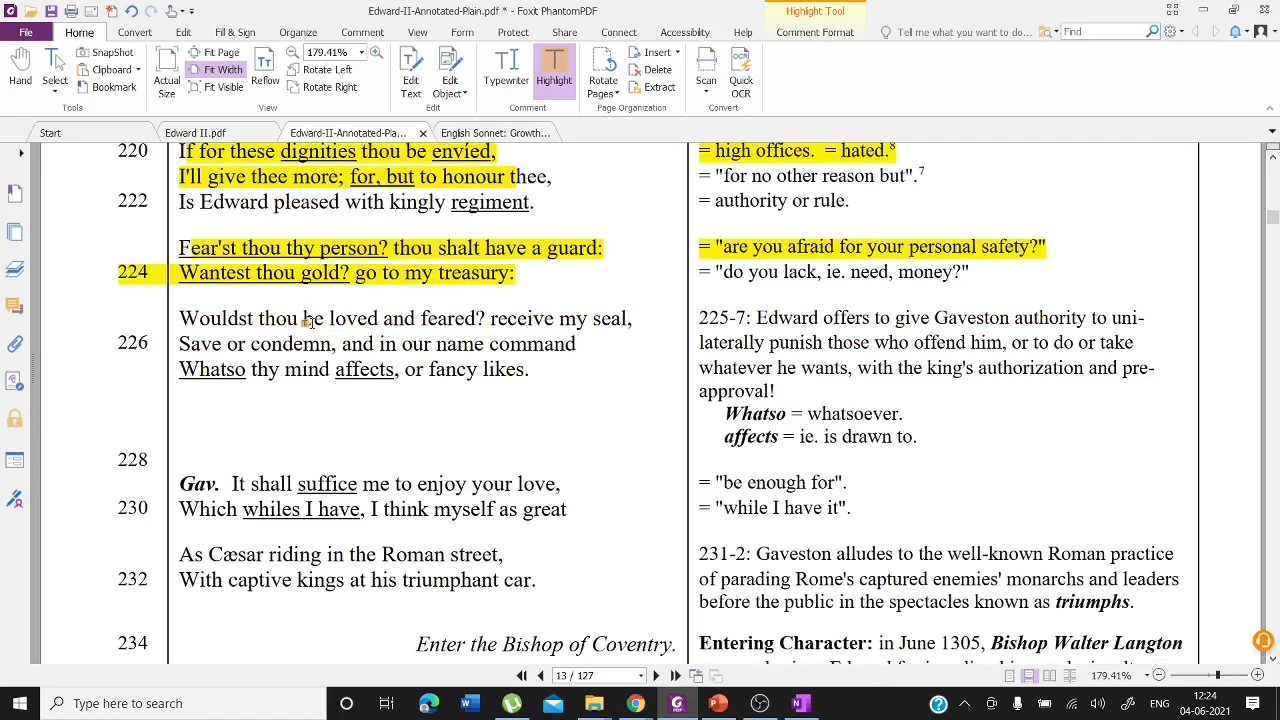 Edward-II-Annotated-Plain.pdf * - Foxit PhantomPDF
Highlight Tool
File
Home
Convert
Edit
Fill & Sign
Organize
Comment
View
Form
Protect
Share
Connect
Accessibility
Help
Comment Format
Tell me what you want to do...
Find
Hand
Select
SnapShot
Clipboard
Bookmark
Tools
Actual Size
Fit Page
Fit Width
Fit Visible
Reflow
179.41%
Rotate Left
Rotate Right
View
Edit Text
Edit Object
Edit
Typewriter
Highlight
Comment
Rotate Pages
Insert
Delete
Extract
Page Organization
Scan
Quick OCR
Convert
Start
Edward II.pdf
Edward-II-Annotated-Pla...
English Sonnet: Growth...
220 If for these dignities thou be envíed, = high offices. = hated.8
I'll give thee more; for, but to honour thee, = "for no other reason but".7
222 Is Edward pleased with kingly regiment. = authority or rule.
Fear'st thou thy person? thou shalt have a guard: = "are you afraid for your personal safety?"
224 Wantest thou gold? go to my treasury: = "do you lack, ie. need, money?"
Wouldst thou be loved and feared? receive my seal, 225-7: Edward offers to give Gaveston authority to uni-
226 Save or condemn, and in our name command laterally punish those who offend him, or to do or take
Whatso thy mind affects, or fancy likes. whatever he wants, with the king's authorization and pre-
approval!
Whatso = whatsoever.
affects = ie. is drawn to.
228
Gav. It shall suffice me to enjoy your love, = "be enough for".
230 Which whiles I have, I think myself as great = "while I have it".
As Cæsar riding in the Roman street, 231-2: Gaveston alludes to the well-known Roman practice
232 With captive kings at his triumphant car. of parading Rome's captured enemies' monarchs and leaders
before the public in the spectacles known as triumphs.
234 Enter the Bishop of Coventry. Entering Character: in June 1305, Bishop Walter Langton
13 / 127
179.41%
Type here to search
ENG
12:24
04-06-2021